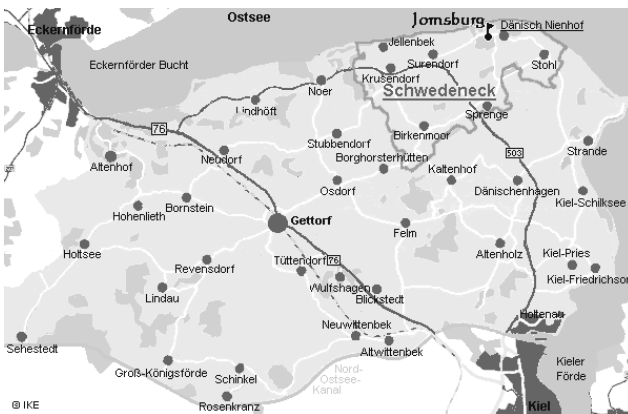 Ostsee
Jomsburg
Eckernförde
Dänisch Nienhof
Jellenbek
Eckernförder Bucht
Surendorf
Stohl
Krusendorf
Noer
Schwedeneck
Lindhöft
Sprenge
76
Birkenmoor
Stubbendorf
503
Strande
Neudorf
Borghorsterhütten
Altenhof
Kaltenhof
Osdorf
Dänischenhagen
Kiel-Schilksee
Hohenlieth
Bornstein
Gettorf
Felm
Holtsee
Altenholz
Kiel-Pries
Revensdorf
Tüttendorf
76
Kiel-Friedrichsor
Lindau
Wulfshagen
Blickstedt
Holtenau
Neuwittenbek
Sehestedt
Altwittenbek
Groß-Königsförde
Schinkel
Nord-
Ostsee-
Kanal
Kieler
Förde
Rosenkranz
Kiel
© IKE